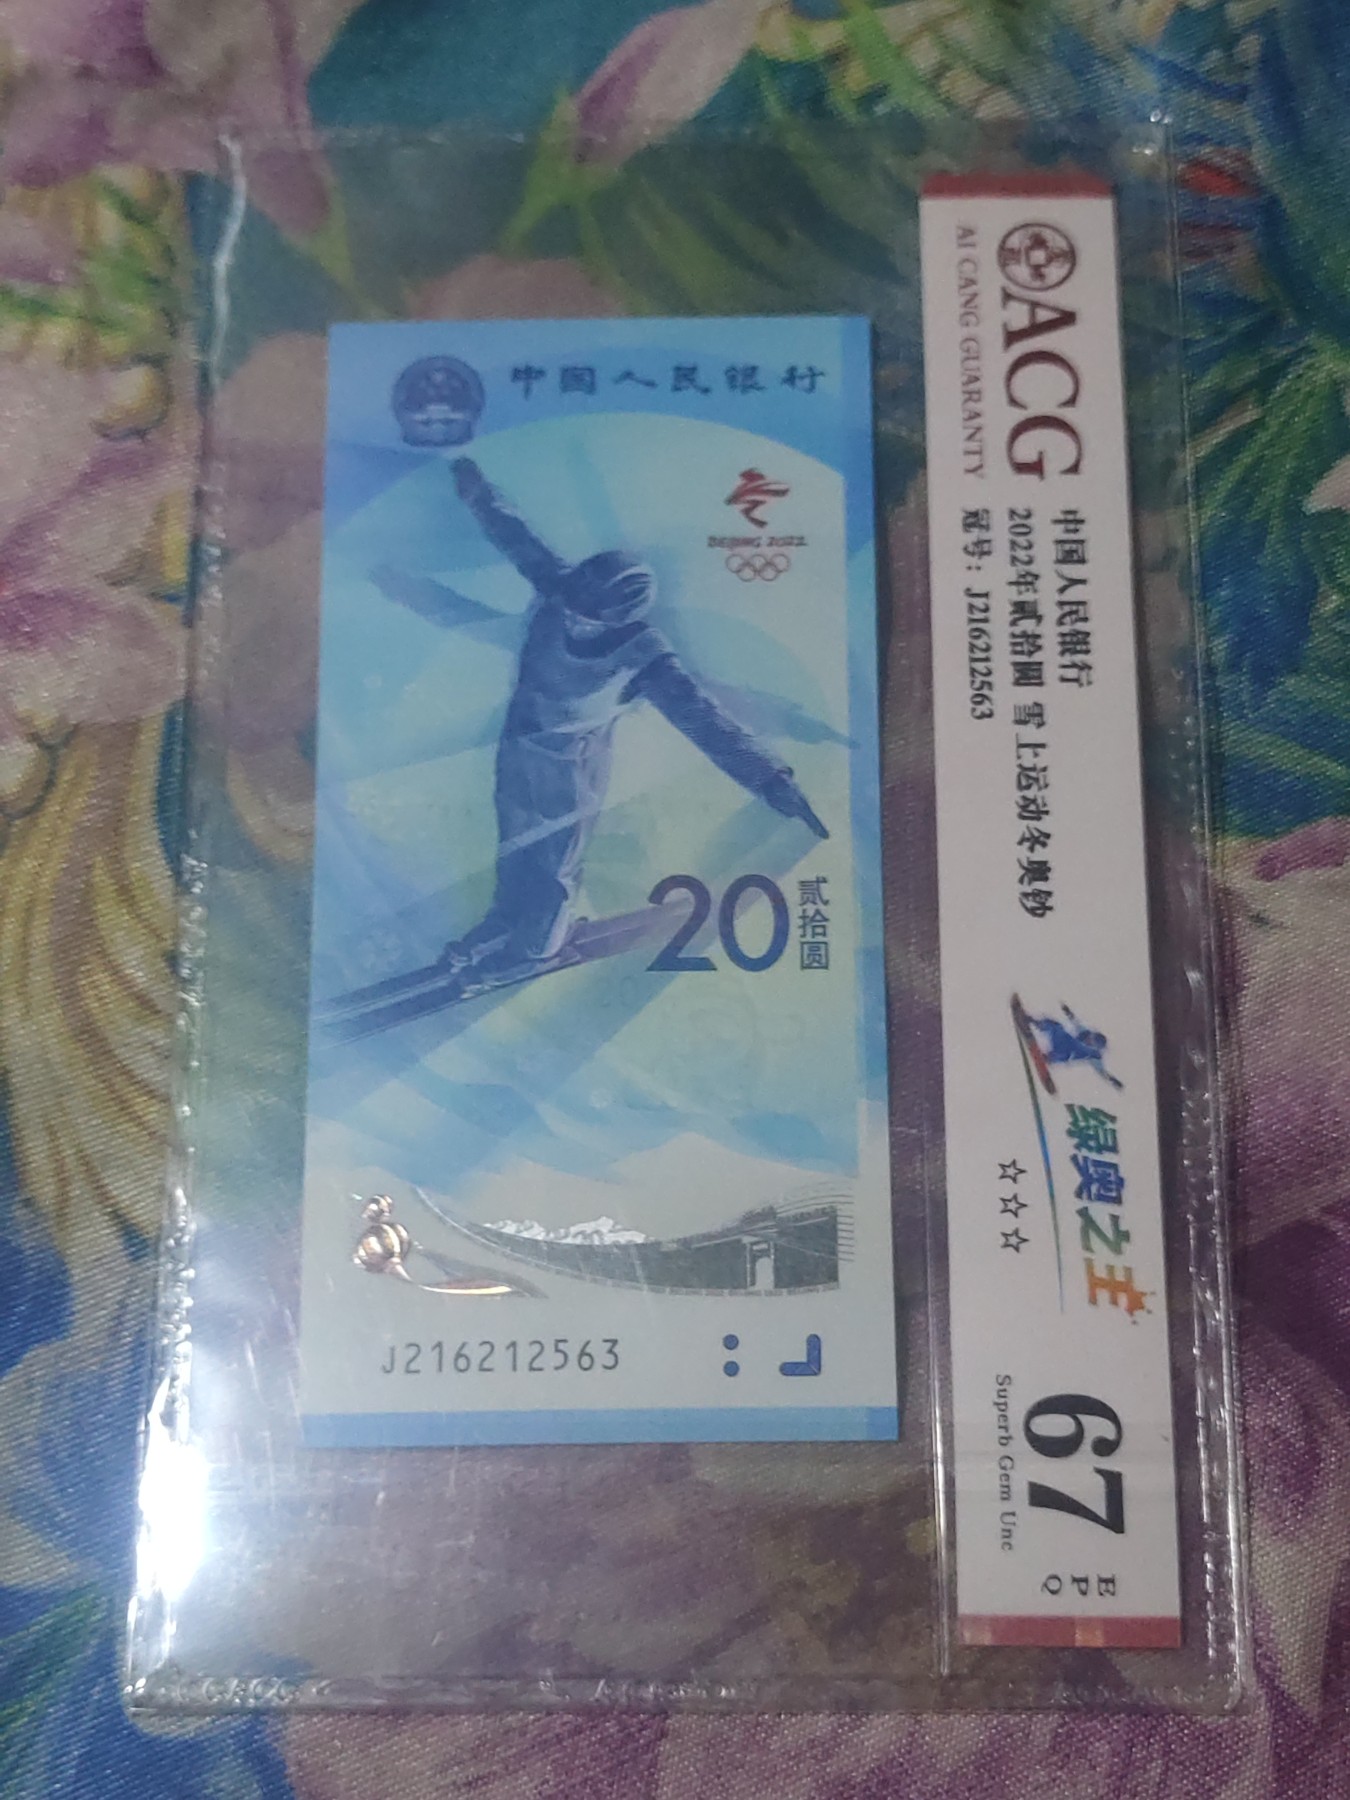 中国人民银行
BEIJING 2022
20
贰拾圆
J216212563
ACG
AI CANG GUARANTY
中国人民银行
2022年贰拾圆 雪上运动冬奥钞
冠号：J216212563
绿奥之主
☆☆☆
67
EPQ
Superb Gem Unc